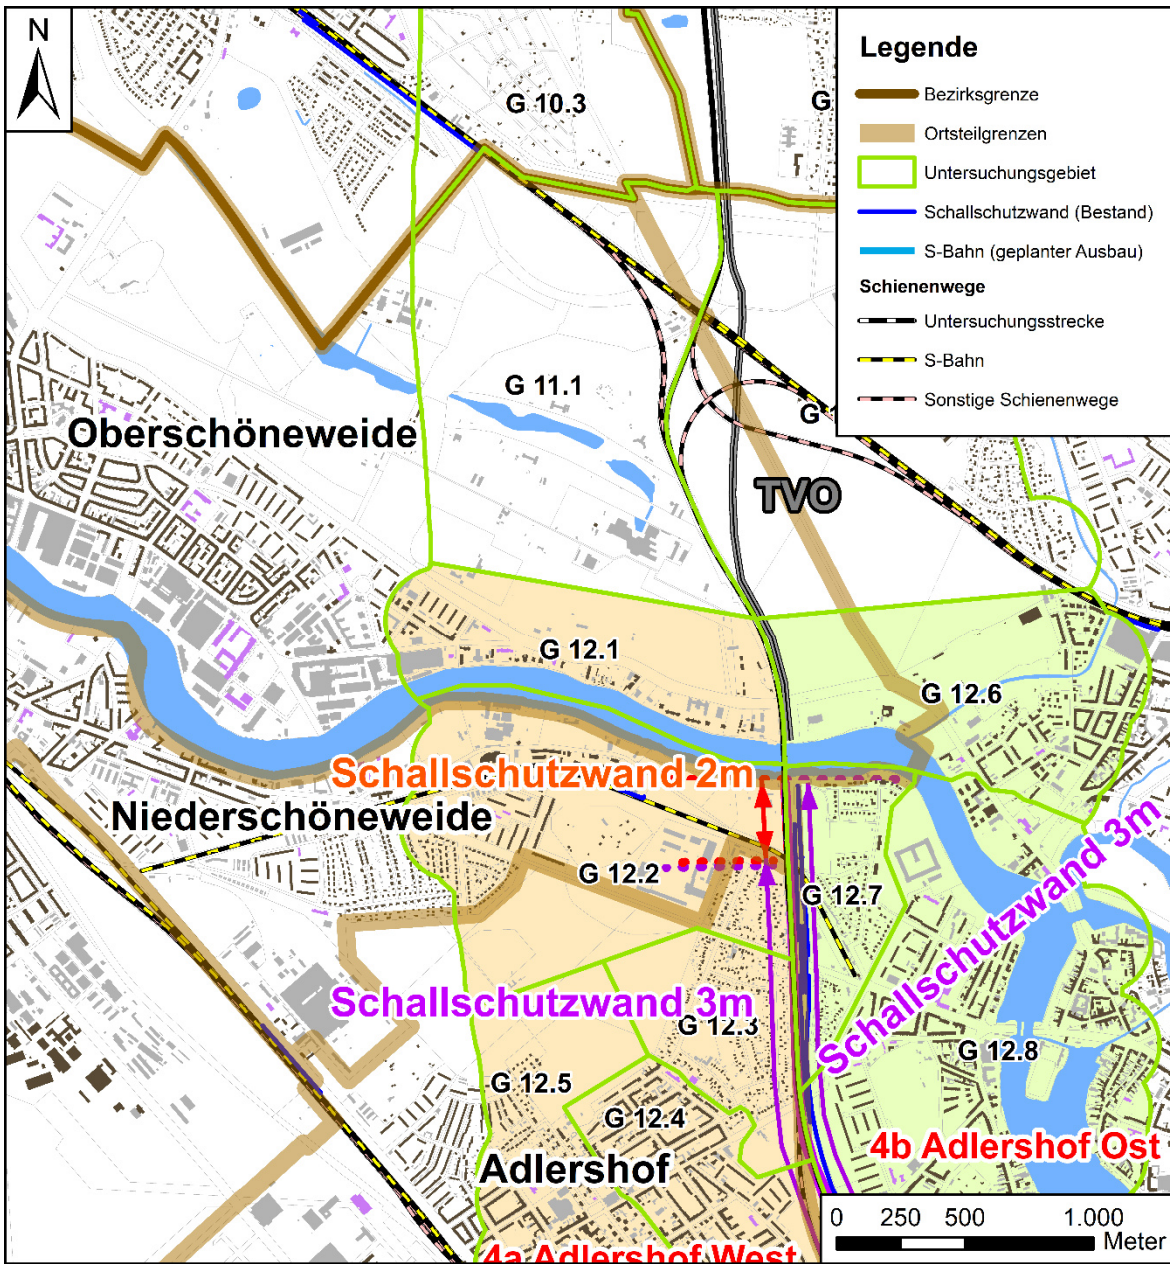 N
Legende
Bezirksgrenze
Ortsteilgrenzen
Untersuchungsgebiet
Schallschutzwand (Bestand)
S-Bahn (geplanter Ausbau)
Schienenwege
Untersuchungsstrecke
S-Bahn
Sonstige Schienenwege
G 10.3
G
G 11.1
G
Oberschöneweide
TVO
G 12.1
G 12.6
Schallschutzwand 2m
Niederschöneweide
G 12.2
G 12.7
Schallschutzwand 3m
Schallschutzwand 3m
G 12.3
G 12.8
G 12.5
G 12.4
4b Adlershof Ost
Adlershof
4a Adlershof West
0 250 500 1.000
Meter